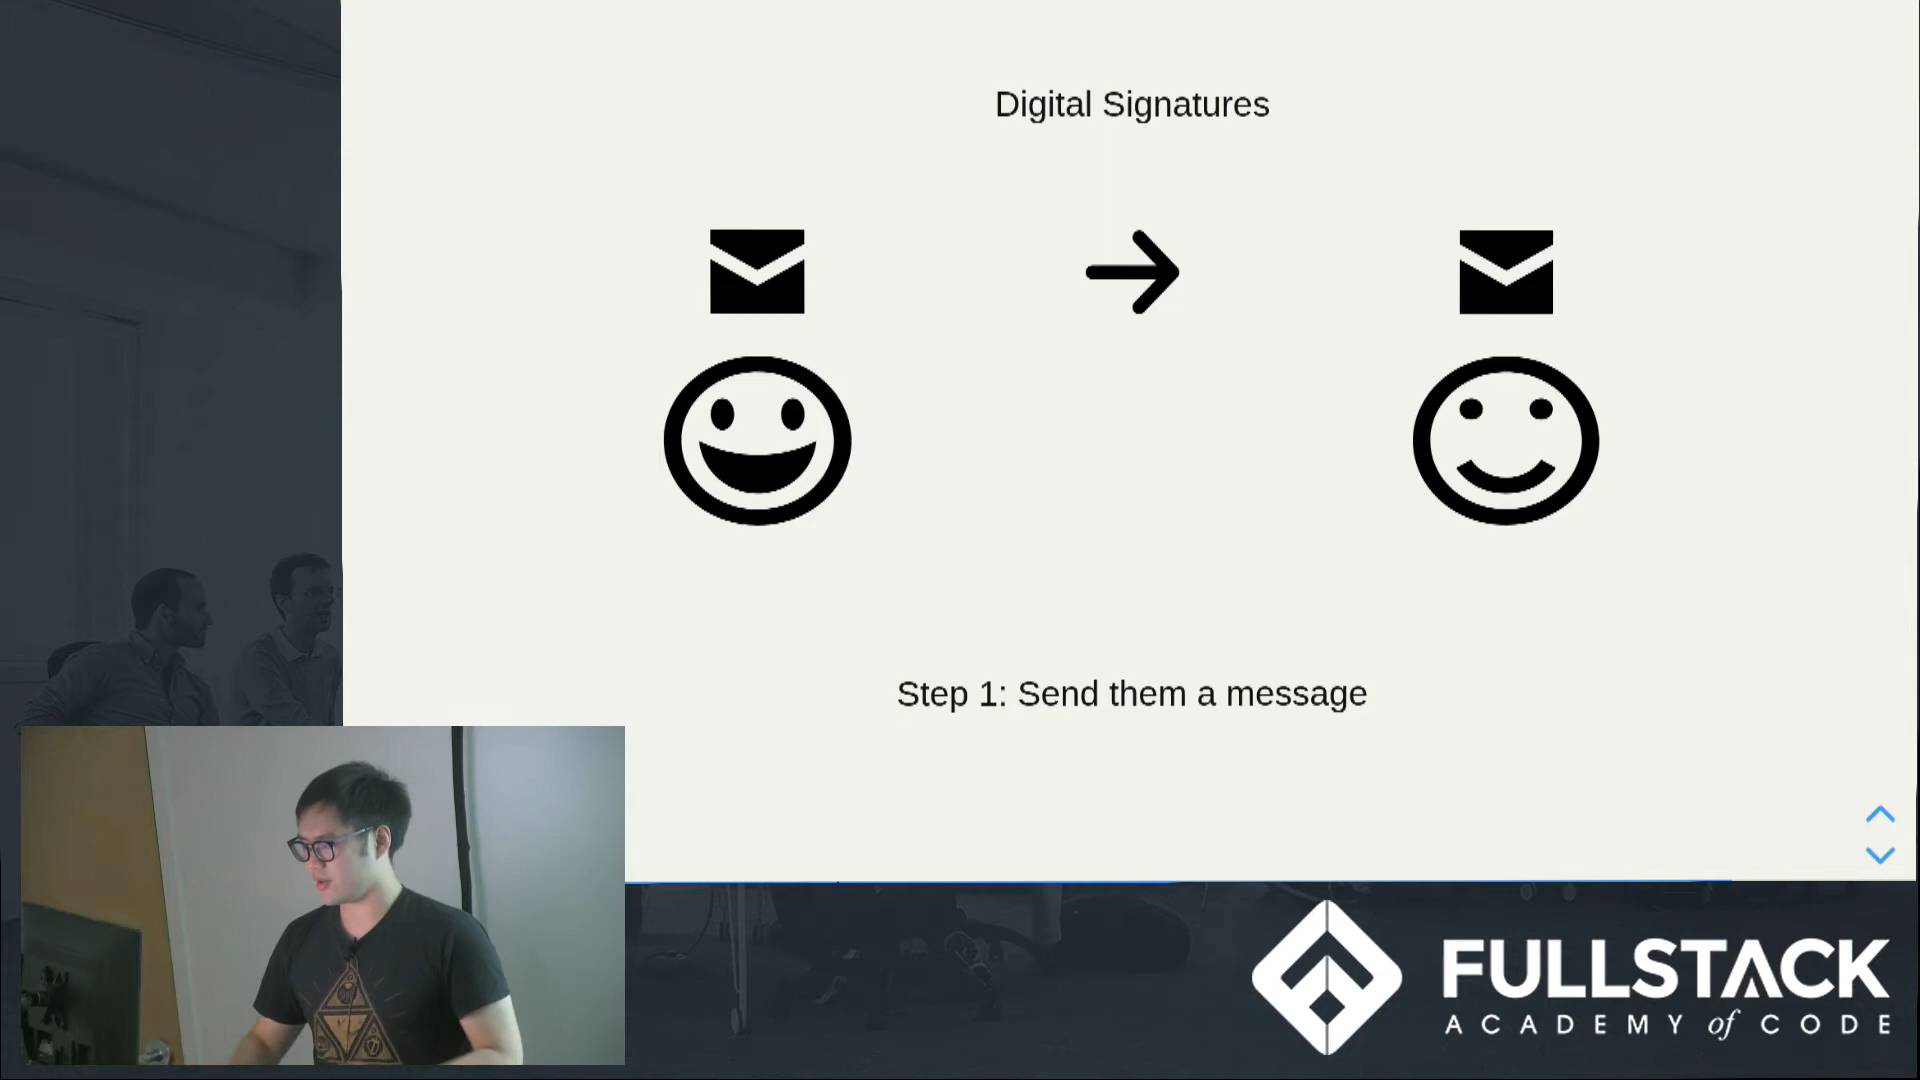 Digital Signatures
Step 1: Send them a message
FULLSTACK
ACADEMY of CODE